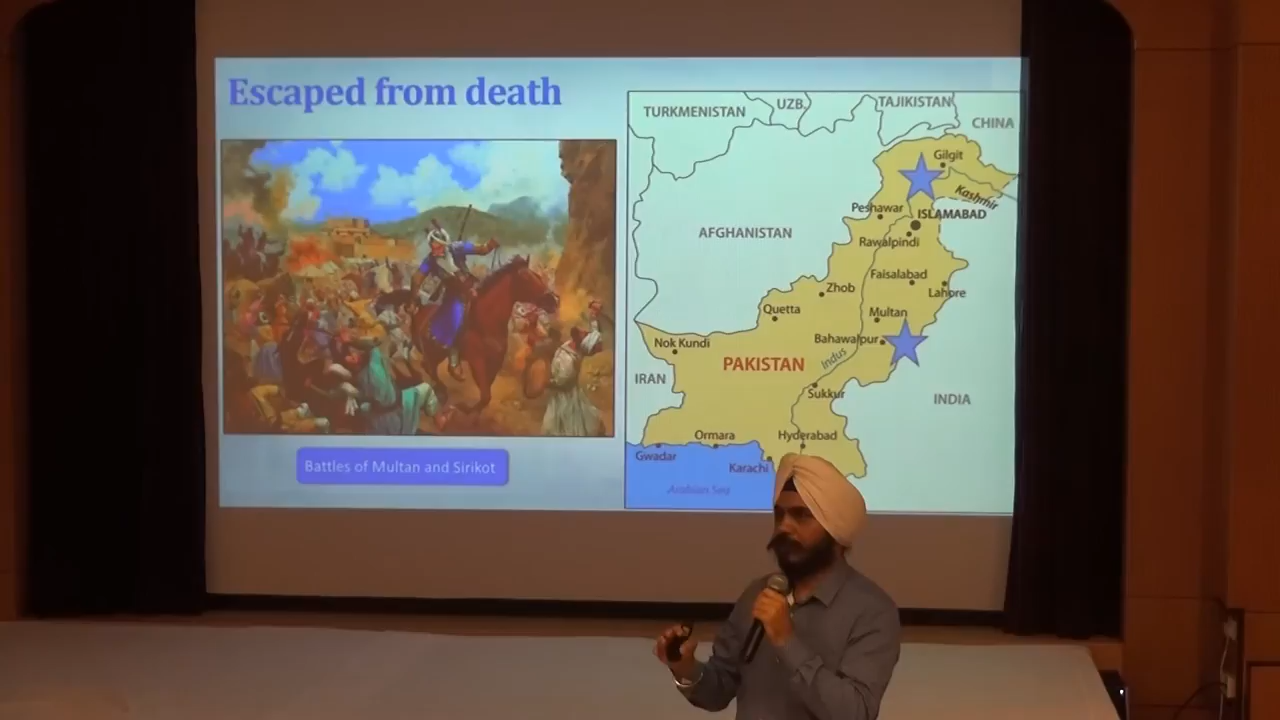 Escaped from death
Battles of Multan and Sirikot
TURKMENISTAN
UZB.
TAJIKISTAN
CHINA
Gilgit
Kashmir
Peshawar
ISLAMABAD
Rawalpindi
AFGHANISTAN
Faisalabad
Lahore
Zhob
Quetta
Multan
Bahawalpur
Nok Kundi
PAKISTAN
Indus
IRAN
Sukkur
INDIA
Ormara
Hyderabad
Gwadar
Karachi
Arabian Sea